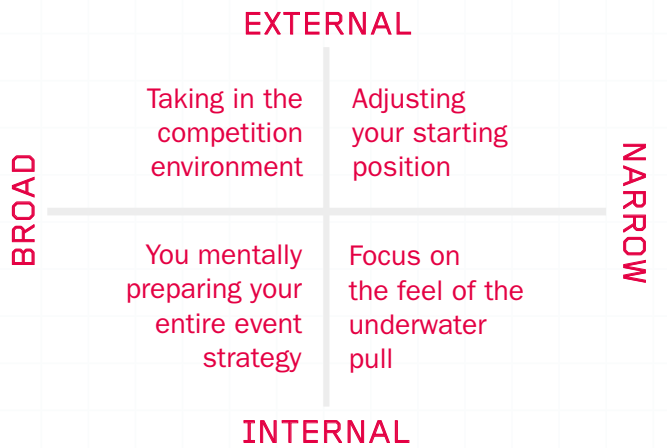 EXTERNAL
Taking in the
competition
environment
Adjusting
your starting
position
BROAD
NARROW
You mentally
preparing your
entire event
strategy
Focus on
the feel of the
underwater
pull
INTERNAL